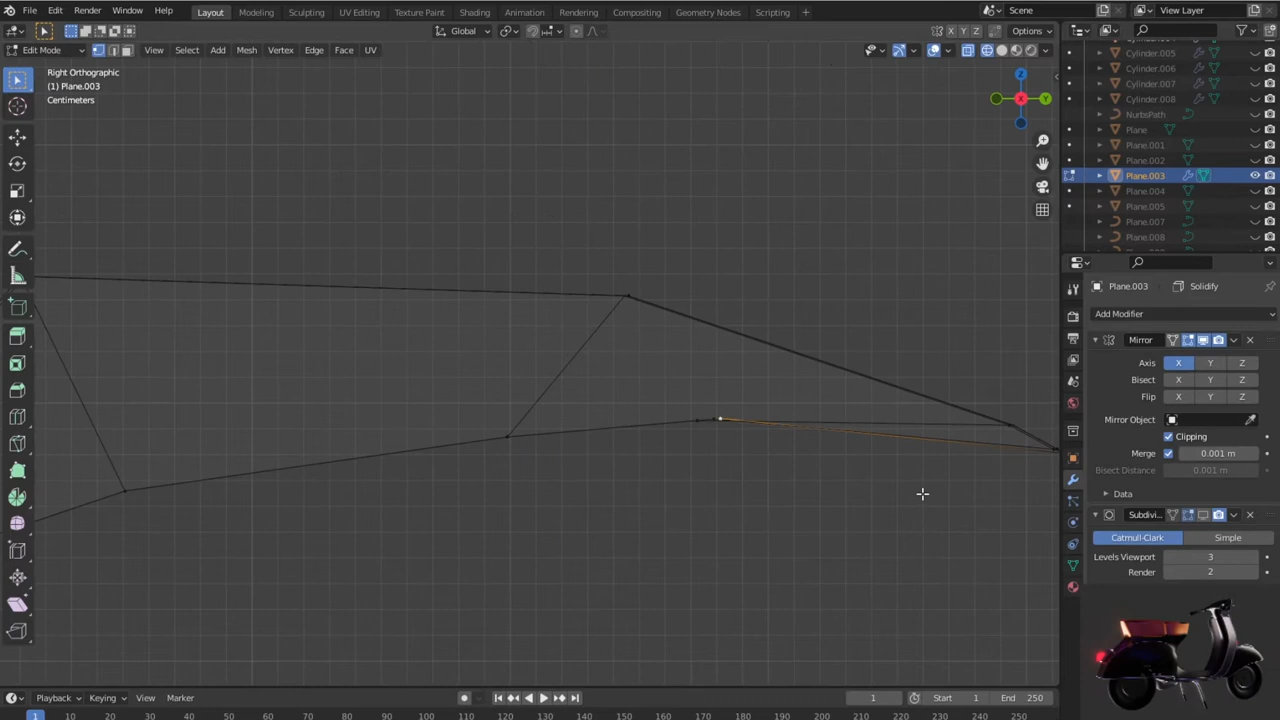 File Edit Render Window Help Layout Modeling Sculpting UV Editing Texture Paint Shading Animation Rendering Compositing Geometry Nodes Scripting + Scene View Layer
Global X Y Z Options
Edit Mode View Select Add Mesh Vertex Edge Face UV
Right Orthographic
(1) Plane.003
Centimeters
Z
X
Y
Cylinder.005
Cylinder.006
Cylinder.007
Cylinder.008
NurbsPath
Plane
Plane.001
Plane.002
Plane.003
Plane.004
Plane.005
Plane.007
Plane.008
Plane.003 Solidify
Add Modifier
Mirror
Axis X Y Z
Bisect X Y Z
Flip X Y Z
Mirror Object
Clipping
Merge 0.001 m
Bisect Distance 0.001 m
Data
Subdivi...
Catmull-Clark Simple
Levels Viewport 3
Render 2
Playback Keying View Marker 1 Start 1 End 250
1 10 20 30 40 50 60 70 80 90 100 110 120 130 140 150 160 170 180 190 200 210 220 230 240 250